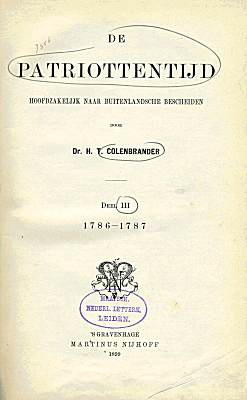 DE
PATRIOTTENTIJD
HOOFDZAKELIJK NAAR BUITENLANDSCHE BESCHEIDEN
DOOR
Dr. H. T. COLENBRANDER
DEEL III
1786–1787
MAATSCH.
NEDERL. LETTERK.
LEIDEN.
'S GRAVENHAGE
MARTINUS NIJHOFF
1899